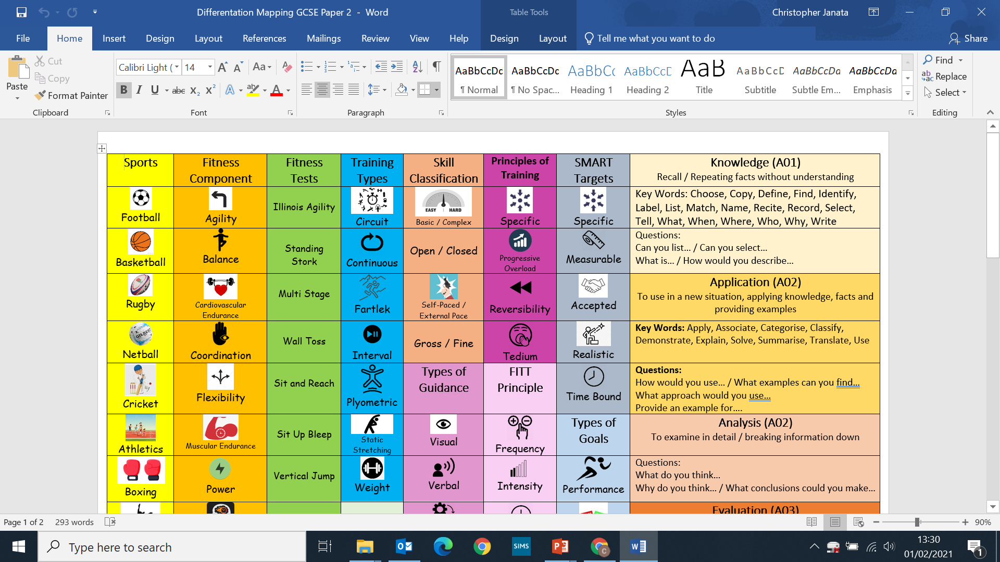 Differentation Mapping GCSE Paper 2 - Word
Table Tools
Christopher Janata
File
Home
Insert
Design
Layout
References
Mailings
Review
View
Help
Design
Layout
Tell me what you want to do
Share
Paste
Cut
Copy
Format Painter
Clipboard
Calibri Light (
14
Font
Paragraph
AaBbCcDc
¶ Normal
AaBbCcDc
¶ No Spac...
AaBbCc
Heading 1
AaBbCcE
Heading 2
AaB
Title
AaBbCcD
Subtitle
AaBbCcDa
Subtle Em...
AaBbCcDa
Emphasis
Styles
Find
Replace
Select
Editing
Sports
Fitness
Component
Fitness
Tests
Training
Types
Skill
Classification
Principles of
Training
SMART
Targets
Knowledge (A01)
Recall / Repeating facts without understanding
Football
Agility
Illinois Agility
Circuit
EASY HARD
Basic / Complex
Specific
Specific
Key Words: Choose, Copy, Define, Find, Identify,
Label, List, Match, Name, Recite, Record, Select,
Tell, What, When, Where, Who, Why, Write
Basketball
Balance
Standing
Stork
Continuous
Open / Closed
Progressive
Overload
Measurable
Questions:
Can you list... / Can you select...
What is... / How would you describe...
Rugby
Cardiovascular
Endurance
Multi Stage
Fartlek
Self-Paced /
External Pace
Reversibility
Accepted
Application (A02)
To use in a new situation, applying knowledge, facts and
providing examples
GILBERT
Netball
Coordination
Wall Toss
Interval
Gross / Fine
Tedium
Realistic
Key Words: Apply, Associate, Categorise, Classify,
Demonstrate, Explain, Solve, Summarise, Translate, Use
Cricket
Flexibility
Sit and Reach
Plyometric
Types of
Guidance
FITT
Principle
Time Bound
Questions:
How would you use... / What examples can you find...
What approach would you use...
Provide an example for....
Athletics
Muscular Endurance
Sit Up Bleep
Static
Stretching
Visual
Frequency
Types of
Goals
Analysis (A02)
To examine in detail / breaking information down
Boxing
Power
Vertical Jump
Weight
Verbal
Intensity
Performance
Questions:
What do you think...
Why do you think... / What conclusions could you make...
Evaluation (A03)
Page 1 of 2
293 words
90%
Type here to search
SIMS
13:30
01/02/2021
1